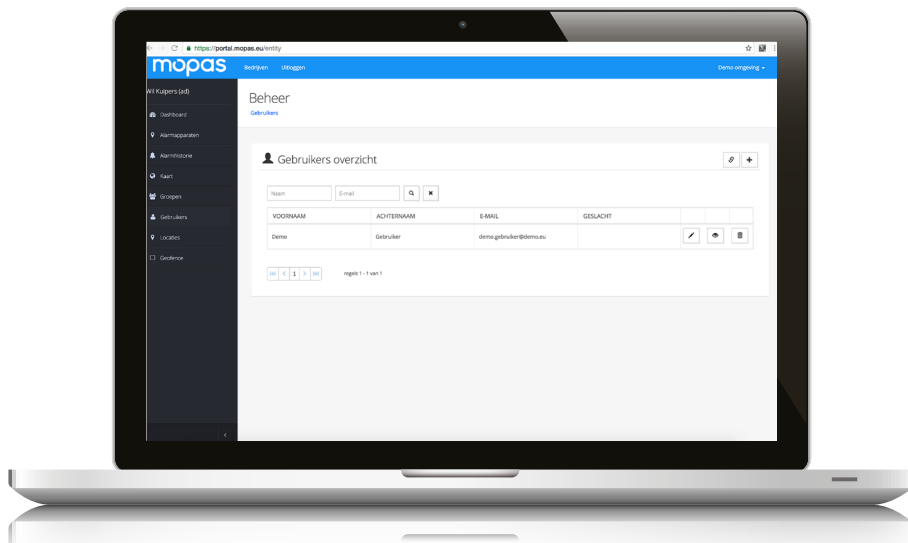 https://portal.mopas.eu/entity
mopas
Bedrijven Uitloggen
Demo omgeving
Wil Kuipers (ad)
Dashboard
Alarmapparaten
Alarmhistorie
Kaart
Groepen
Gebruikers
Locaties
Geofence
Beheer
Gebruikers
Gebruikers overzicht
Naam E-mail
VOORNAAM ACHTERNAAM E-MAIL GESLACHT
Demo Gebruiker demo.gebruiker@demo.eu
1 regels 1 - 1 van 1